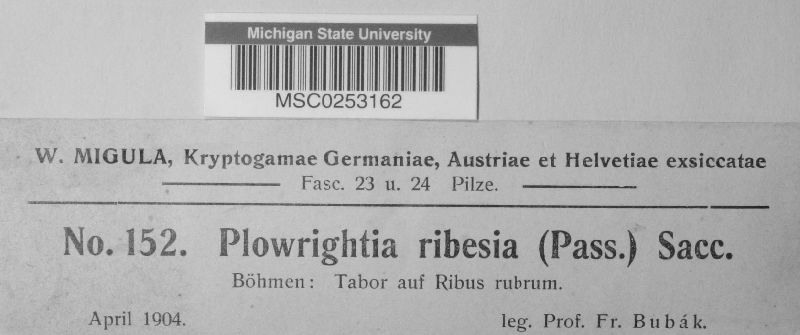 Michigan State University
MSC0253162
W. MIGULA, Kryptogamae Germaniae, Austriae et Helvetiae exsiccatae
Fasc. 23 u. 24 Pilze.
No. 152. Plowrightia ribesia (Pass.) Sacc.
Böhmen: Tabor auf Ribus rubrum.
April 1904. leg. Prof. Fr. Bubák.